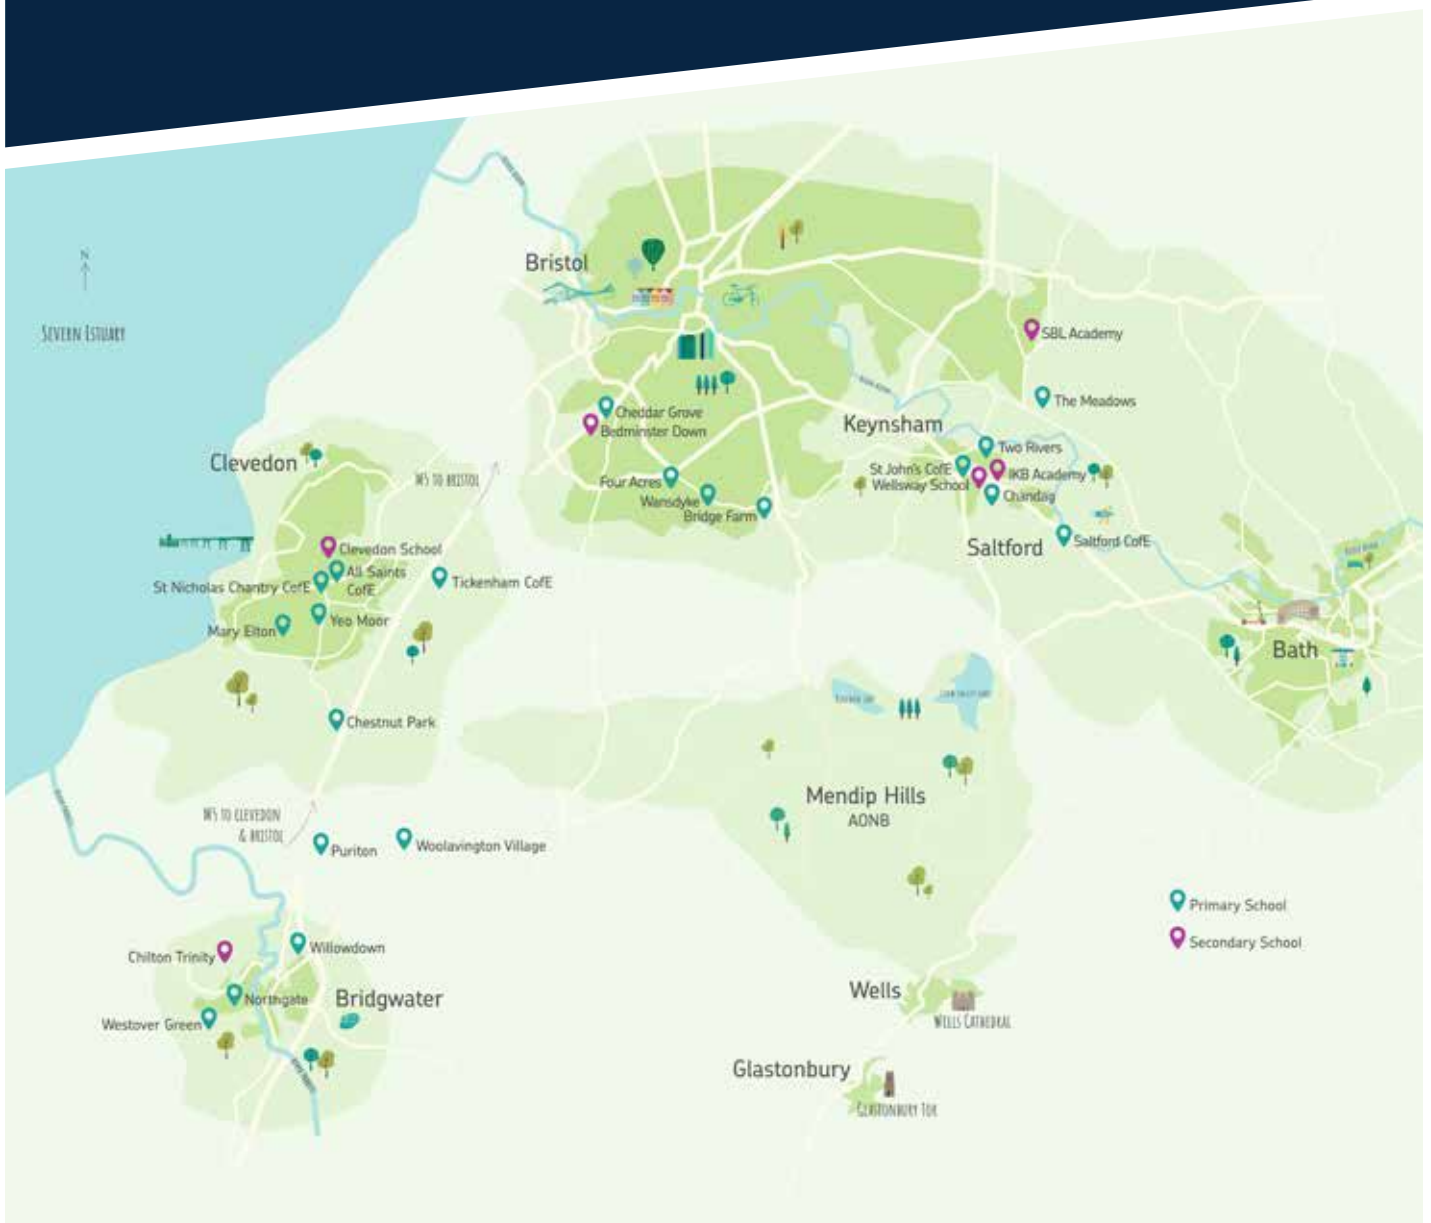 Bristol
N
SEVERN ESTUARY
SBL Academy
The Meadows
Cheddar Grove
Bedminster Down
Keynsham
Two Rivers
St John's CofE
IKB Academy
Wellsway School
Chandag
Clevedon
M5 TO BRISTOL
Four Acres
Wansdyke
Bridge Farm
Saltford
Saltford CofE
Clevedon School
All Saints
CofE
St Nicholas Chantry CofE
Tickenham CofE
Yeo Moor
Mary Elton
Bath
Chestnut Park
Mendip Hills
AONB
M5 TO CLEVEDON
& BRISTOL
Puriton
Woolavington Village
Primary School
Secondary School
Chilton Trinity
Willowdown
Northgate
Bridgwater
Westover Green
Wells
WELLS CATHEDRAL
Glastonbury
GLASTONBURY TOR